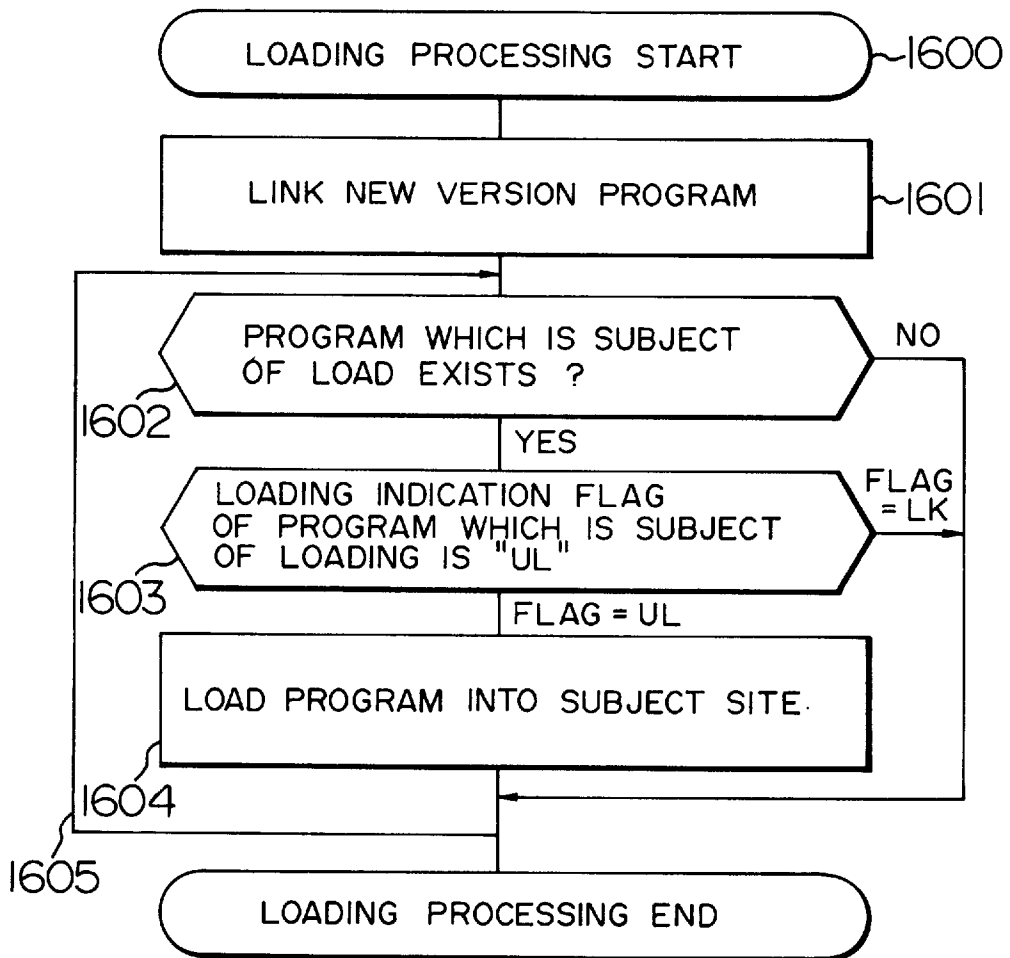 LOADING PROCESSING START
1600
LINK NEW VERSION PROGRAM
1601
PROGRAM WHICH IS SUBJECT
OF LOAD EXISTS ?
NO
1602
YES
LOADING INDICATION FLAG
OF PROGRAM WHICH IS SUBJECT
OF LOADING IS "UL"
FLAG
= LK
1603
FLAG = UL
LOAD PROGRAM INTO SUBJECT SITE.
1604
1605
LOADING PROCESSING END